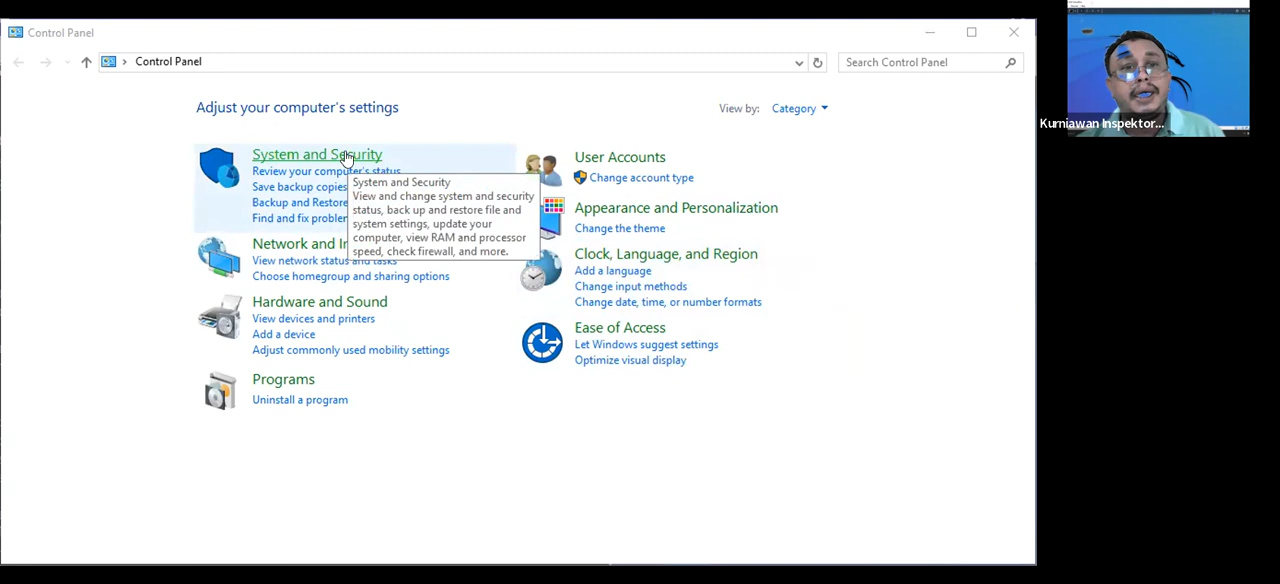 Control Panel
Control Panel
Search Control Panel
Adjust your computer's settings
View by:
Category
System and Security
Review your computer's status
Save backup copies
Backup and Restore
Find and fix problem
System and Security
View and change system and security
status, back up and restore file and
system settings, update your
computer, view RAM and processor
speed, check firewall, and more.
Network and In
View network status and tasks
Choose homegroup and sharing options
Hardware and Sound
View devices and printers
Add a device
Adjust commonly used mobility settings
Programs
Uninstall a program
User Accounts
Change account type
Appearance and Personalization
Change the theme
Clock, Language, and Region
Add a language
Change input methods
Change date, time, or number formats
Ease of Access
Let Windows suggest settings
Optimize visual display
Kurniawan Inspektor...